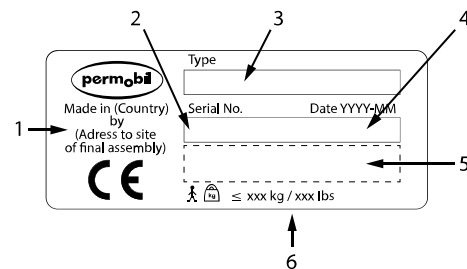 3
4
2
Type
permobil
Serial No.
Date YYYY-MM
Made in (Country)
by
(Adress to site
of final assembly)
1
5
CE
kg
≤ xxx kg / xxx lbs
6